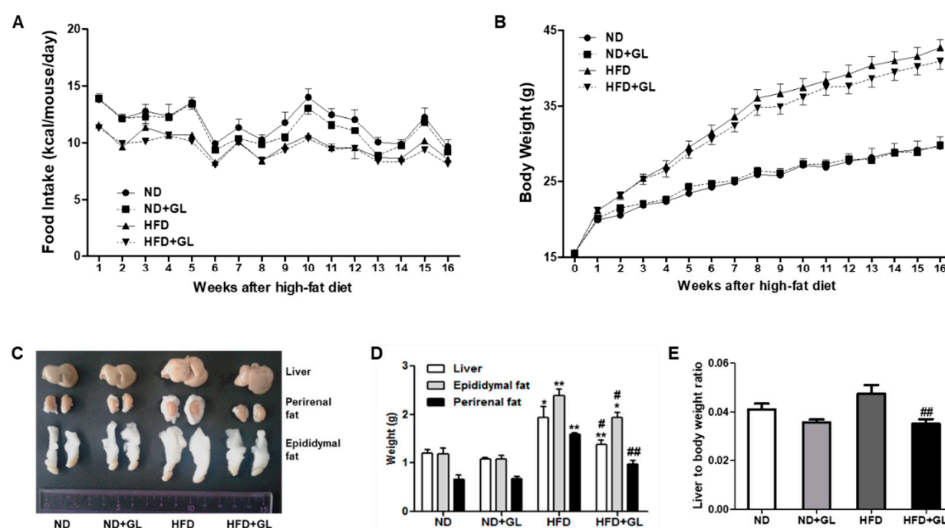 A
Food Intake (kcal/mouse/day)
20
15
10
5
0
ND
ND+GL
HFD
HFD+GL
1 2 3 4 5 6 7 8 9 10 11 12 13 14 15 16
Weeks after high-fat diet
B
Body Weight (g)
45
35
25
15
ND
ND+GL
HFD
HFD+GL
0 1 2 3 4 5 6 7 8 9 10 11 12 13 14 15 16
Weeks after high-fat diet
C
Liver
Perirenal
fat
Epididymal
fat
ND ND+GL HFD HFD+GL
D
Weight (g)
3
2
1
0
Liver
Epididymal fat
Perirenal fat
* ** **
# ** # * ##
ND ND+GL HFD HFD+GL
E
Liver to body weight ratio
0.06
0.04
0.02
0.00
##
ND ND+GL HFD HFD+GL